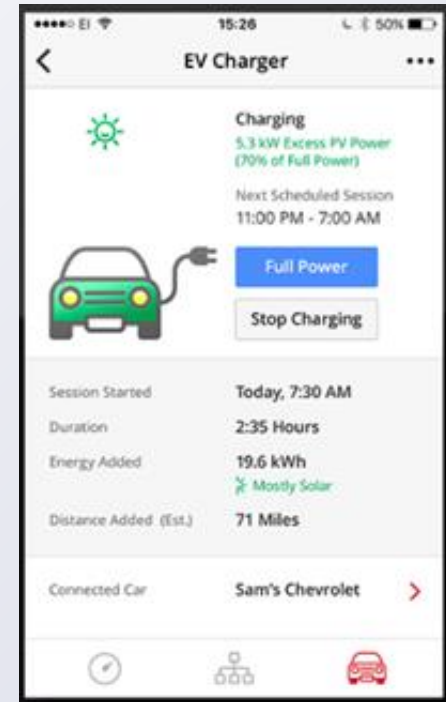 EI 15:26 50%
EV Charger
Charging
5.3 kW Excess PV Power
(70% of Full Power)
Next Scheduled Session
11:00 PM - 7:00 AM
Full Power
Stop Charging
Session Started Today, 7:30 AM
Duration 2:35 Hours
Energy Added 19.6 kWh
Mostly Solar
Distance Added (Est.) 71 Miles
Connected Car Sam's Chevrolet